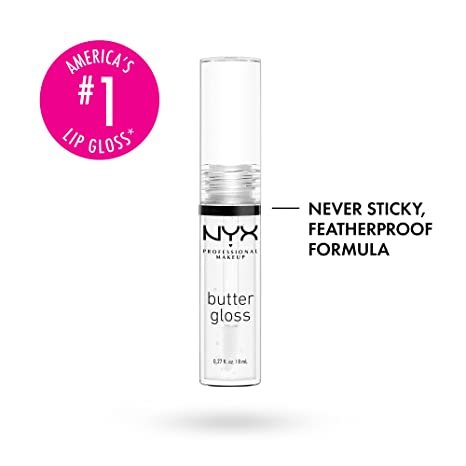 AMERICA'S
#1
LIP GLOSS*
NYX
PROFESSIONAL
MAKEUP
butter
gloss
0.27 fl. oz. / 8 mL
NEVER STICKY,
FEATHERPROOF
FORMULA